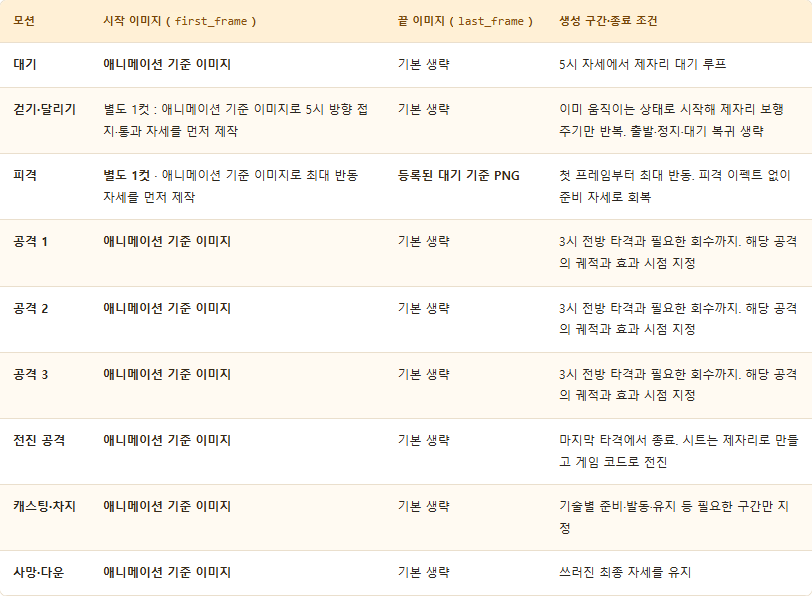 모션 시작 이미지 ( first_frame ) 끝 이미지 ( last_frame ) 생성 구간·종료 조건
대기 애니메이션 기준 이미지 기본 생략 5시 자세에서 제자리 대기 루프
걷기·달리기 별도 1컷 : 애니메이션 기준 이미지로 5시 방향 접 기본 생략 이미 움직이는 상태로 시작해 제자리 보행
지·통과 자세를 먼저 제작 주기만 반복. 출발·정지·대기 복귀 생략
피격 별도 1컷 · 애니메이션 기준 이미지로 최대 반동 등록된 대기 기준 PNG 첫 프레임부터 최대 반동. 피격 이펙트 없이
자세를 먼저 제작 준비 자세로 회복
공격 1 애니메이션 기준 이미지 기본 생략 3시 전방 타격과 필요한 회수까지. 해당 공격
의 궤적과 효과 시점 지정
공격 2 애니메이션 기준 이미지 기본 생략 3시 전방 타격과 필요한 회수까지. 해당 공격
의 궤적과 효과 시점 지정
공격 3 애니메이션 기준 이미지 기본 생략 3시 전방 타격과 필요한 회수까지. 해당 공격
의 궤적과 효과 시점 지정
전진 공격 애니메이션 기준 이미지 기본 생략 마지막 타격에서 종료. 시트는 제자리로 만들
고 게임 코드로 전진
캐스팅·차지 애니메이션 기준 이미지 기본 생략 기술별 준비·발동·유지 등 필요한 구간만 지
정
사망·다운 애니메이션 기준 이미지 기본 생략 쓰러진 최종 자세를 유지